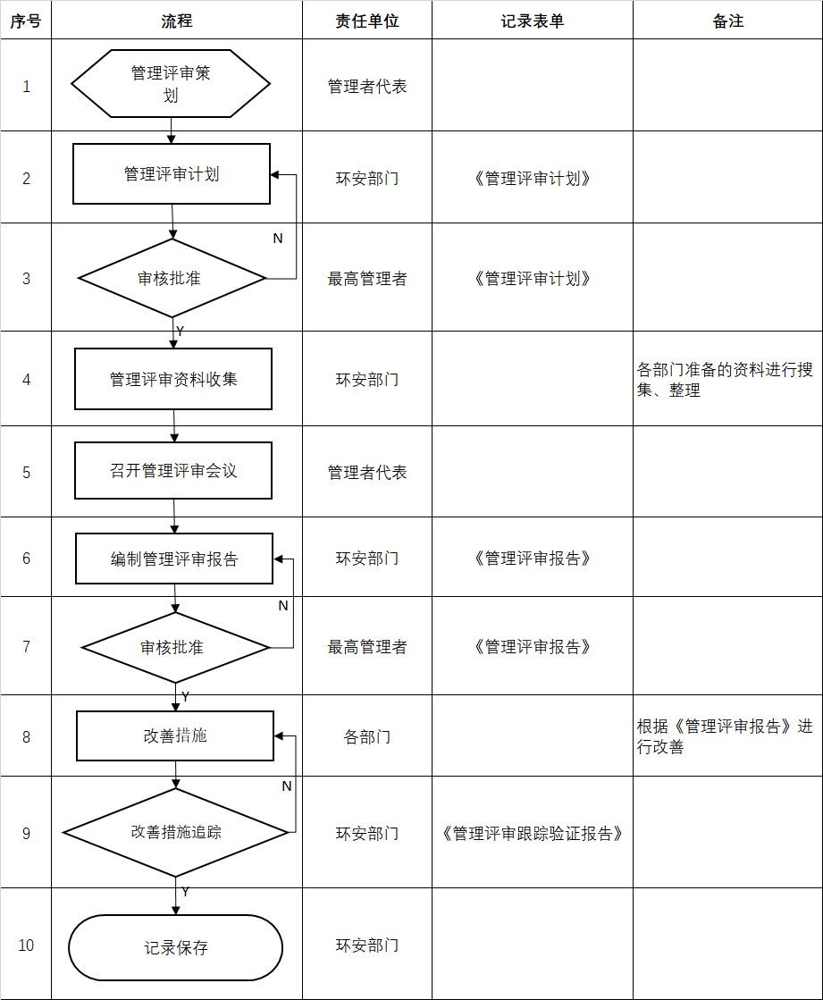 序号 流程 责任单位 记录表单 备注
1 管理评审策 管理者代表
划
2 管理评审计划 环安部门 《管理评审计划》
N
3 审核批准 最高管理者 《管理评审计划》
Y
4 管理评审资料收集 环安部门 各部门准备的资料进行搜
集、整理
5 召开管理评审会议 管理者代表
6 编制管理评审报告 环安部门 《管理评审报告》
N
7 审核批准 最高管理者 《管理评审报告》
Y
8 改善措施 各部门 根据《管理评审报告》进
行改善
N
9 改善措施追踪 环安部门 《管理评审跟踪验证报告》
Y
10 记录保存 环安部门